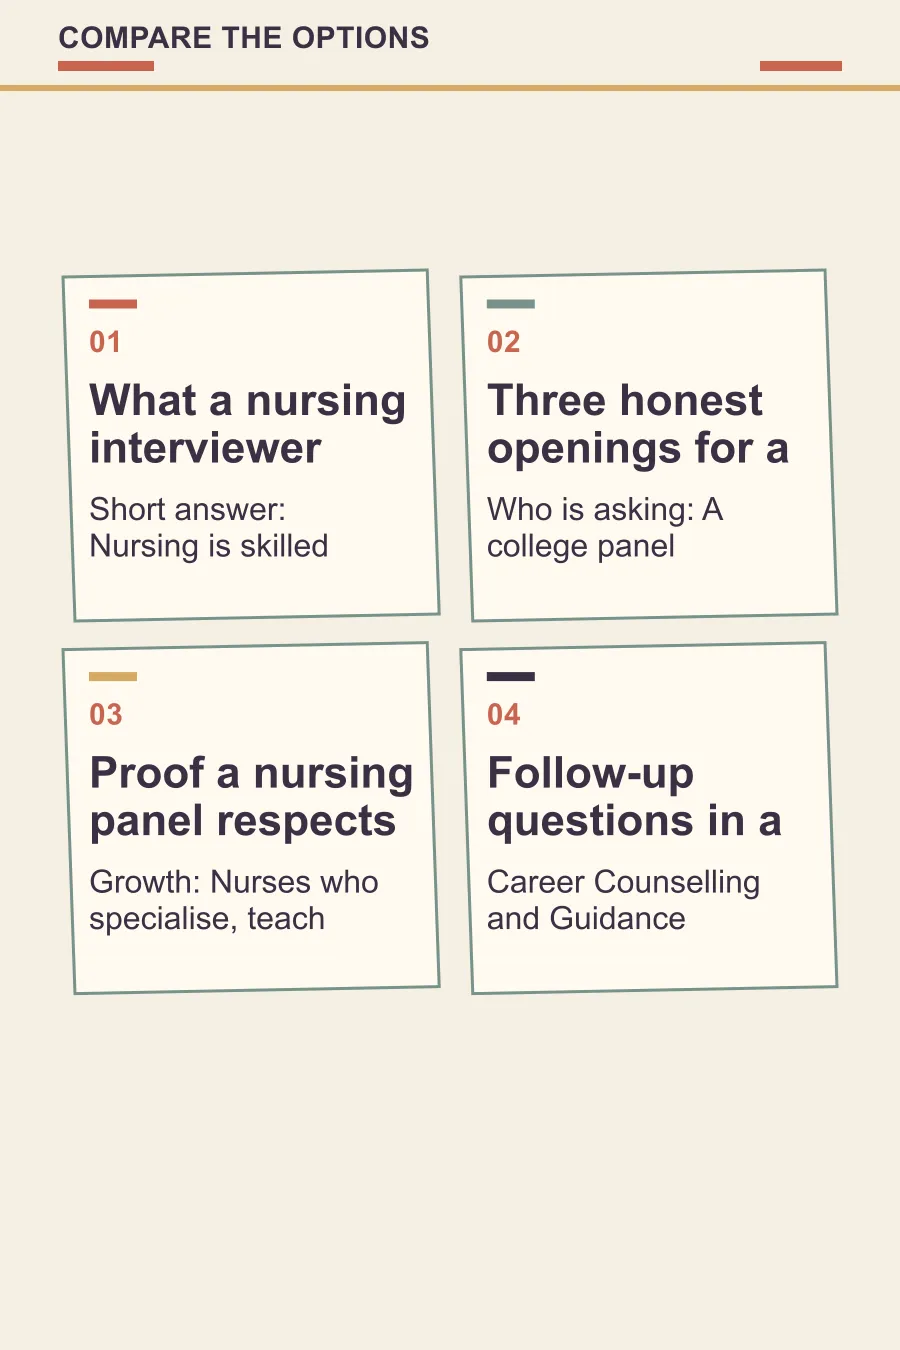 COMPARE THE OPTIONS
01
What a nursing
interviewer
Short answer:
Nursing is skilled
02
Three honest
openings for a
Who is asking: A
college panel
03
Proof a nursing
panel respects
Growth: Nurses who
specialise, teach
04
Follow-up
questions in a
Career Counselling
and Guidance